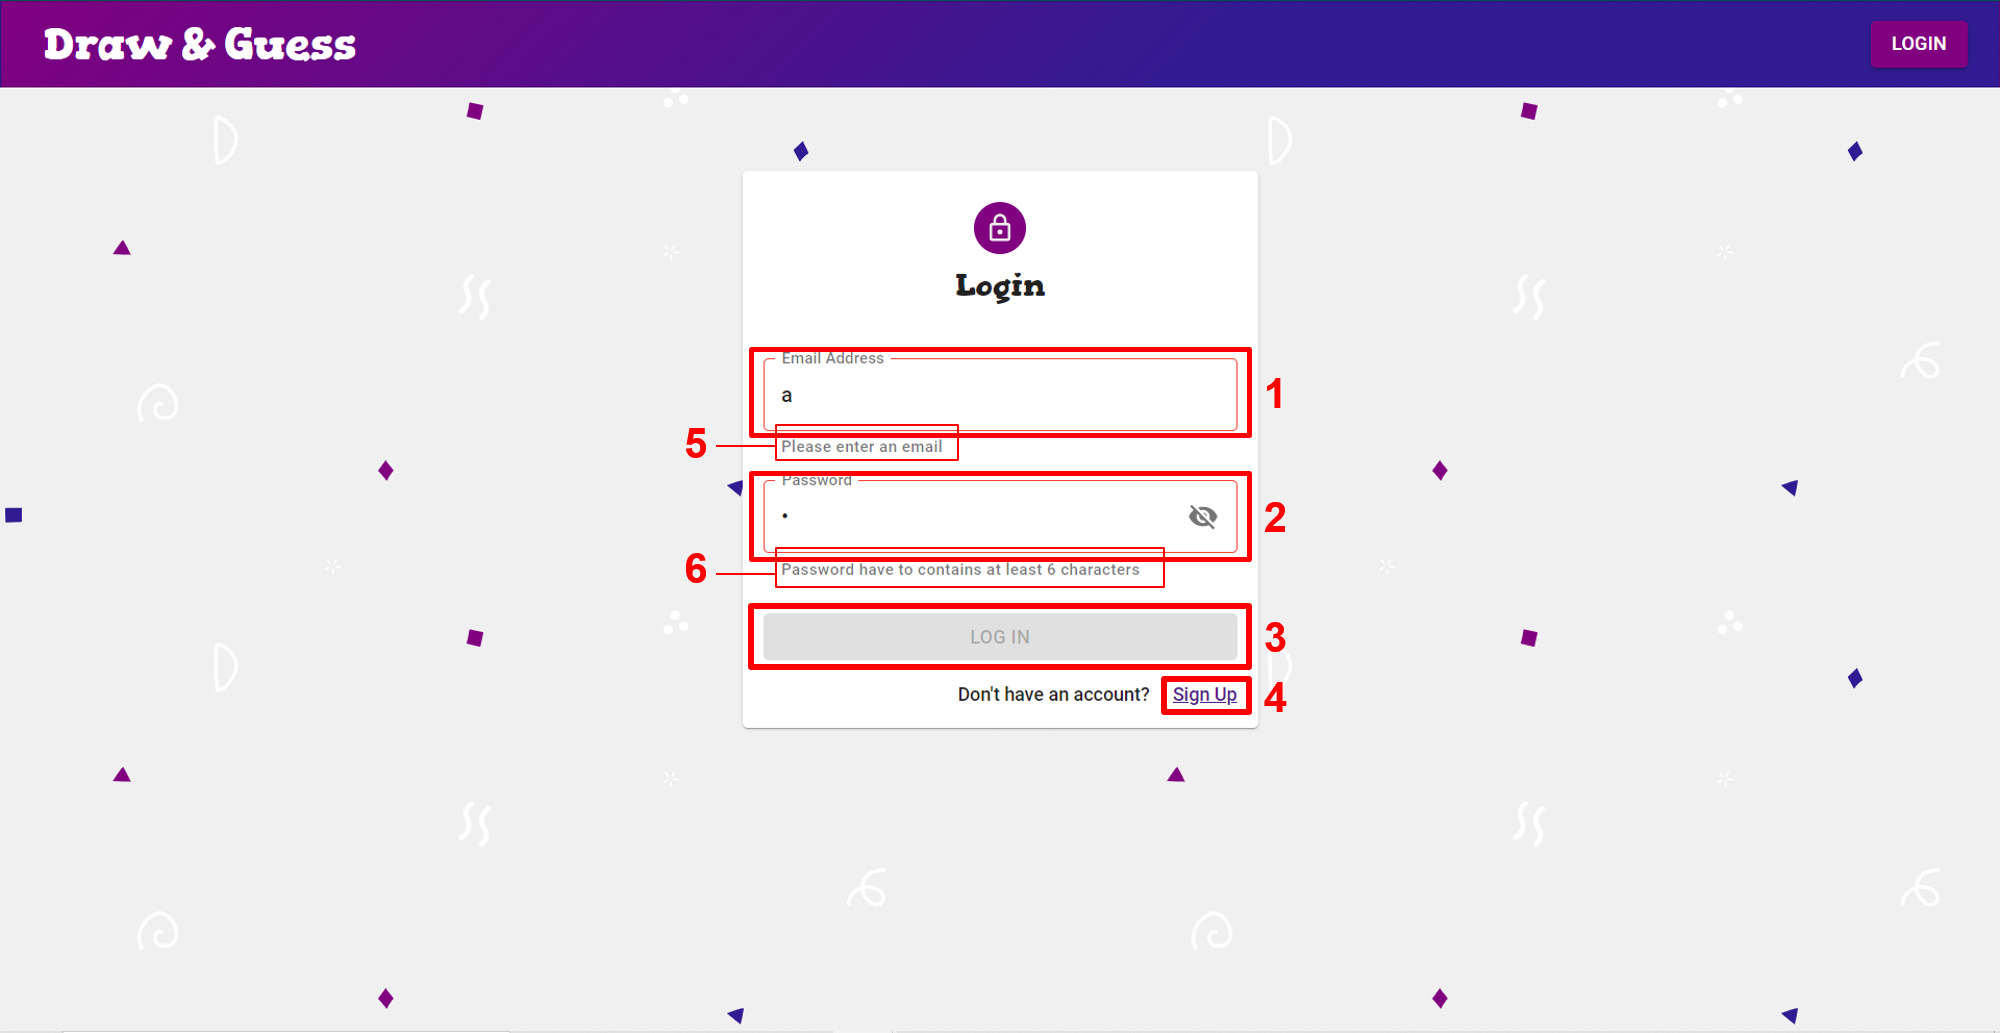 Draw & Guess
LOGIN
Login
Email Address
a
1
5
Please enter an email
Password
•
2
6
Password have to contains at least 6 characters
LOG IN
3
Don't have an account? Sign Up
4